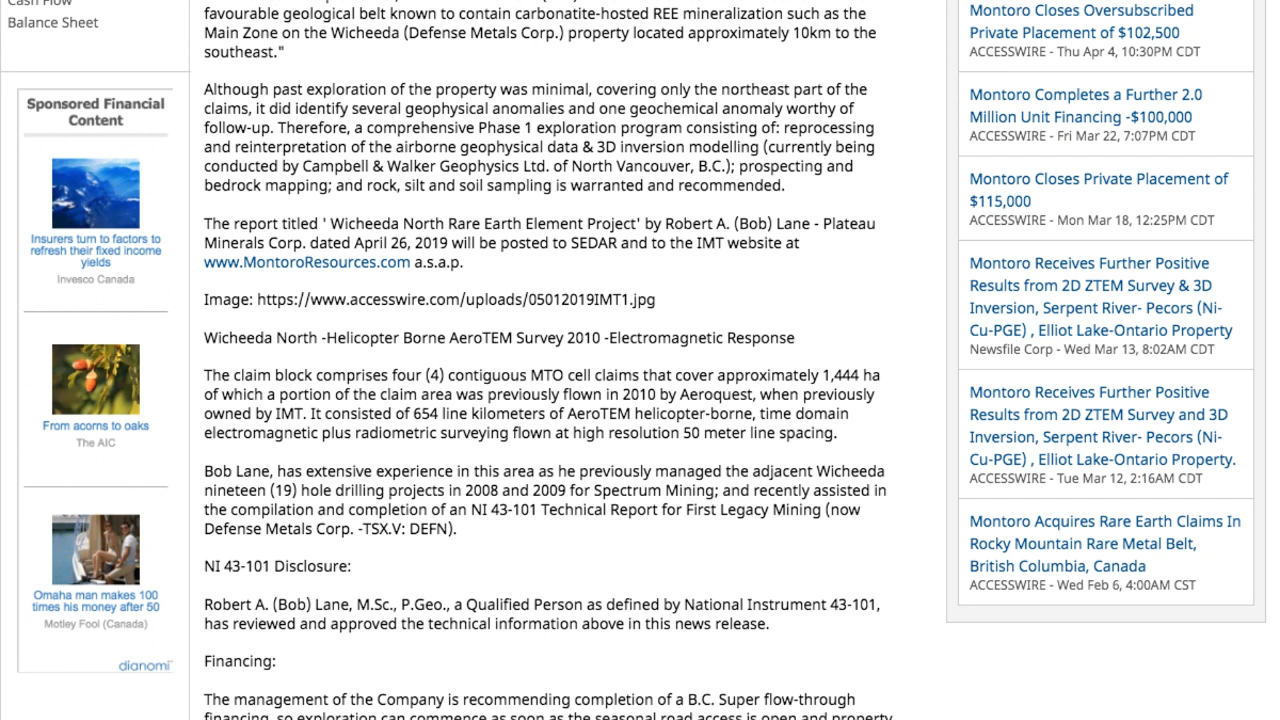 Cash Flow
Balance Sheet
Sponsored Financial
Content
Insurers turn to factors to
refresh their fixed income
yields
Invesco Canada
From acorns to oaks
The AIC
Omaha man makes 100
times his money after 50
Motley Fool (Canada)
dianomi
favourable geological belt known to contain carbonatite-hosted REE mineralization such as the
Main Zone on the Wicheeda (Defense Metals Corp.) property located approximately 10km to the
southeast."
Although past exploration of the property was minimal, covering only the northeast part of the
claims, it did identify several geophysical anomalies and one geochemical anomaly worthy of
follow-up. Therefore, a comprehensive Phase 1 exploration program consisting of: reprocessing
and reinterpretation of the airborne geophysical data & 3D inversion modelling (currently being
conducted by Campbell & Walker Geophysics Ltd. of North Vancouver, B.C.); prospecting and
bedrock mapping; and rock, silt and soil sampling is warranted and recommended.
The report titled ' Wicheeda North Rare Earth Element Project' by Robert A. (Bob) Lane - Plateau
Minerals Corp. dated April 26, 2019 will be posted to SEDAR and to the IMT website at
www.MontoroResources.com a.s.a.p.
Image: https://www.accesswire.com/uploads/05012019IMT1.jpg
Wicheeda North -Helicopter Borne AeroTEM Survey 2010 -Electromagnetic Response
The claim block comprises four (4) contiguous MTO cell claims that cover approximately 1,444 ha
of which a portion of the claim area was previously flown in 2010 by Aeroquest, when previously
owned by IMT. It consisted of 654 line kilometers of AeroTEM helicopter-borne, time domain
electromagnetic plus radiometric surveying flown at high resolution 50 meter line spacing.
Bob Lane, has extensive experience in this area as he previously managed the adjacent Wicheeda
nineteen (19) hole drilling projects in 2008 and 2009 for Spectrum Mining; and recently assisted in
the compilation and completion of an NI 43-101 Technical Report for First Legacy Mining (now
Defense Metals Corp. -TSX.V: DEFN).
NI 43-101 Disclosure:
Robert A. (Bob) Lane, M.Sc., P.Geo., a Qualified Person as defined by National Instrument 43-101,
has reviewed and approved the technical information above in this news release.
Financing:
The management of the Company is recommending completion of a B.C. Super flow-through
financing, so exploration can commence as soon as the seasonal road access is open and property
Montoro Closes Oversubscribed
Private Placement of $102,500
ACCESSWIRE - Thu Apr 4, 10:30PM CDT
Montoro Completes a Further 2.0
Million Unit Financing -$100,000
ACCESSWIRE - Fri Mar 22, 7:07PM CDT
Montoro Closes Private Placement of
$115,000
ACCESSWIRE - Mon Mar 18, 12:25PM CDT
Montoro Receives Further Positive
Results from 2D ZTEM Survey & 3D
Inversion, Serpent River- Pecors (Ni-
Cu-PGE) , Elliot Lake-Ontario Property
Newsfile Corp - Wed Mar 13, 8:02AM CDT
Montoro Receives Further Positive
Results from 2D ZTEM Survey and 3D
Inversion, Serpent River- Pecors (Ni-
Cu-PGE) , Elliot Lake-Ontario Property.
ACCESSWIRE - Tue Mar 12, 2:16AM CDT
Montoro Acquires Rare Earth Claims In
Rocky Mountain Rare Metal Belt,
British Columbia, Canada
ACCESSWIRE - Wed Feb 6, 4:00AM CST